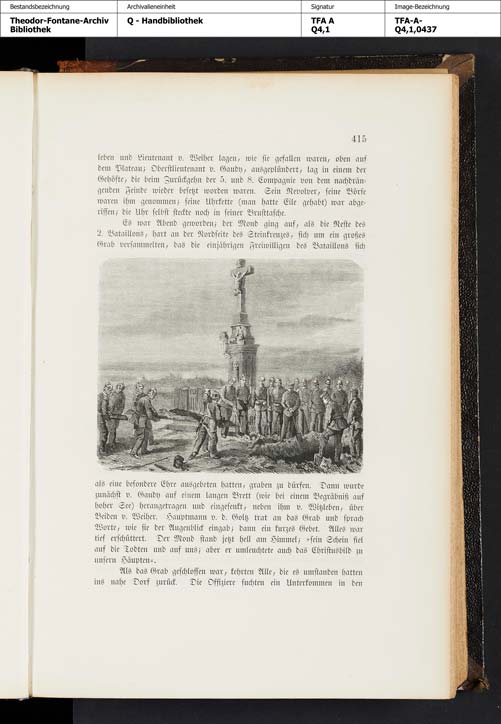 Bestandsbezeichnung Archivalieneinheit Signatur Image-Bezeichnung
Theodor-Fontane-Archiv Q - Handbibliothek TFA A TFA-A-
Bibliothek Q4,1 Q4,1,0437
415
leben und Lieutenant v. Weiher lagen, wie sie gefallen waren, oben auf
dem Plateau; Oberstlieutenant v. Gaudy, ausgeplündert, lag in einem der
Gehöfte, die beim Zurückgehn der 5. und 8. Compagnie von dem nachdrän-
genden Feinde wieder besetzt worden waren. Sein Revolver, seine Börse
waren ihm genommen; seine Uhrkette (man hatte Eile gehabt) war abge-
rissen; die Uhr selbst steckte noch in seiner Brusttasche.
Es war Abend geworden; der Mond ging auf, als die Reste des
2. Bataillons, hart an der Nordseite des Steinkreuzes, sich um ein großes
Grab versammelten, das die einjährigen Freiwilligen des Bataillons sich
als eine besondere Ehre ausgebeten hatten, graben zu dürfen. Dann wurde
zunächst v. Gaudy auf einem langen Brett (wie bei einem Begräbniß auf
hoher See) herangetragen und eingesenkt, neben ihm v. Witzleben, über
Beiden v. Weiher. Hauptmann v. d. Goltz trat an das Grab und sprach
Worte, wie sie der Augenblick eingab; dann ein kurzes Gebet. Alles war
tief erschüttert. Der Mond stand jetzt hell am Himmel, »sein Schein fiel
auf die Todten und auf uns; aber er umleuchtete auch das Christusbild zu
unsern Häupten«.
Als das Grab geschlossen war, kehrten Alle, die es umstanden hatten
ins nahe Dorf zurück. Die Offiziere suchten ein Unterkommen in den